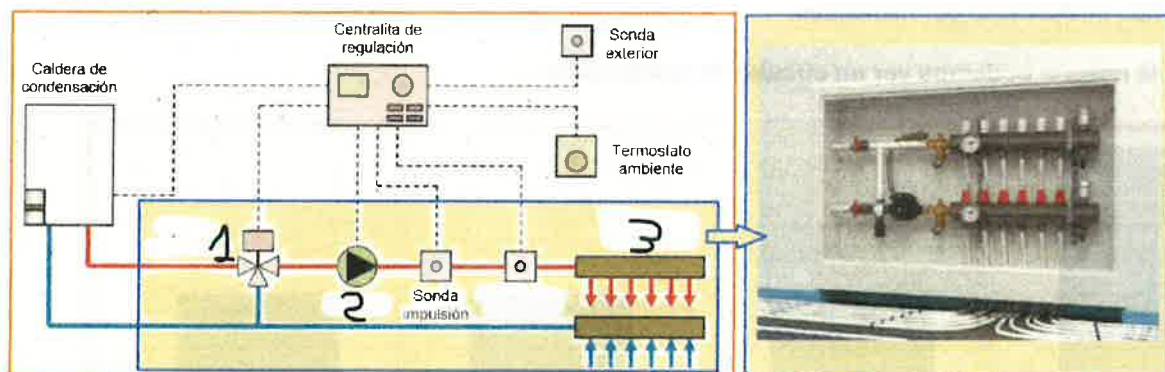 Centralita de
regulación
Sonda
exterior
Caldera de
condensación
Termostato
ambiente
1
2
3
Sonda
impulsión